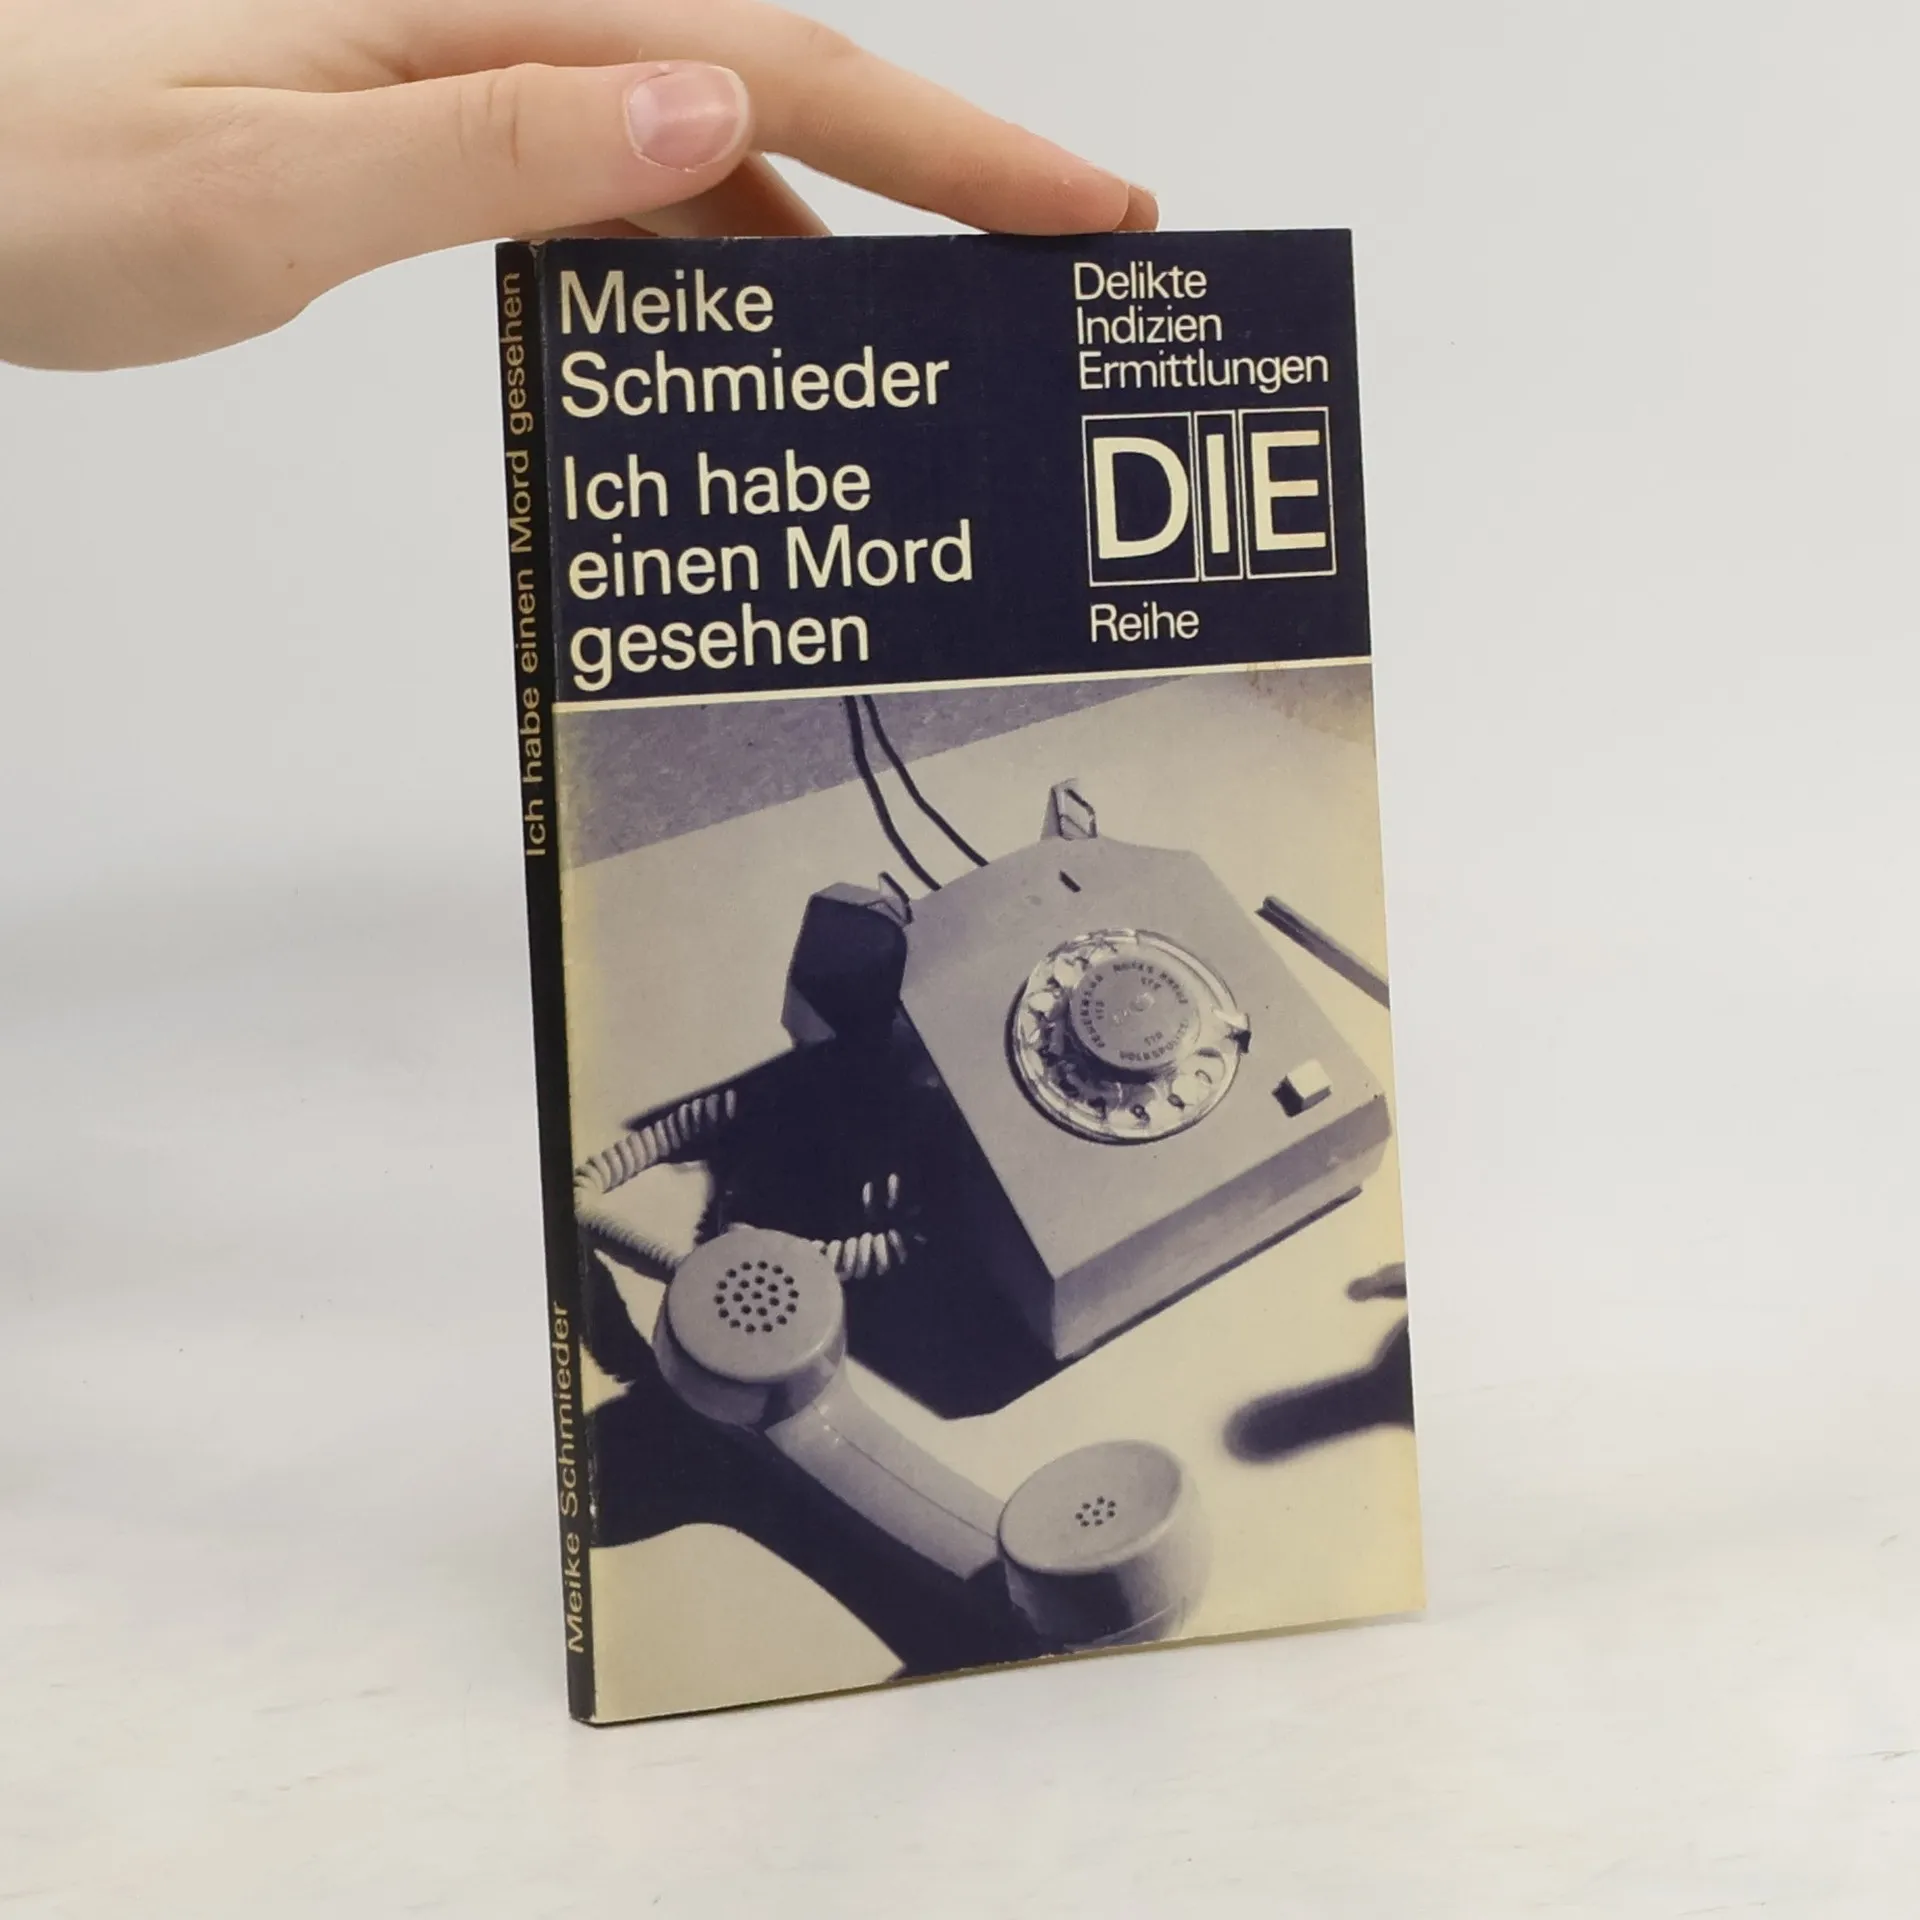 Meike
Schmieder
Ich habe
einen Mord
gesehen
Delikte
Indizien
Ermittlungen
DIE
Reihe
Ich habe einen Mord gesehen
Meike Schmieder